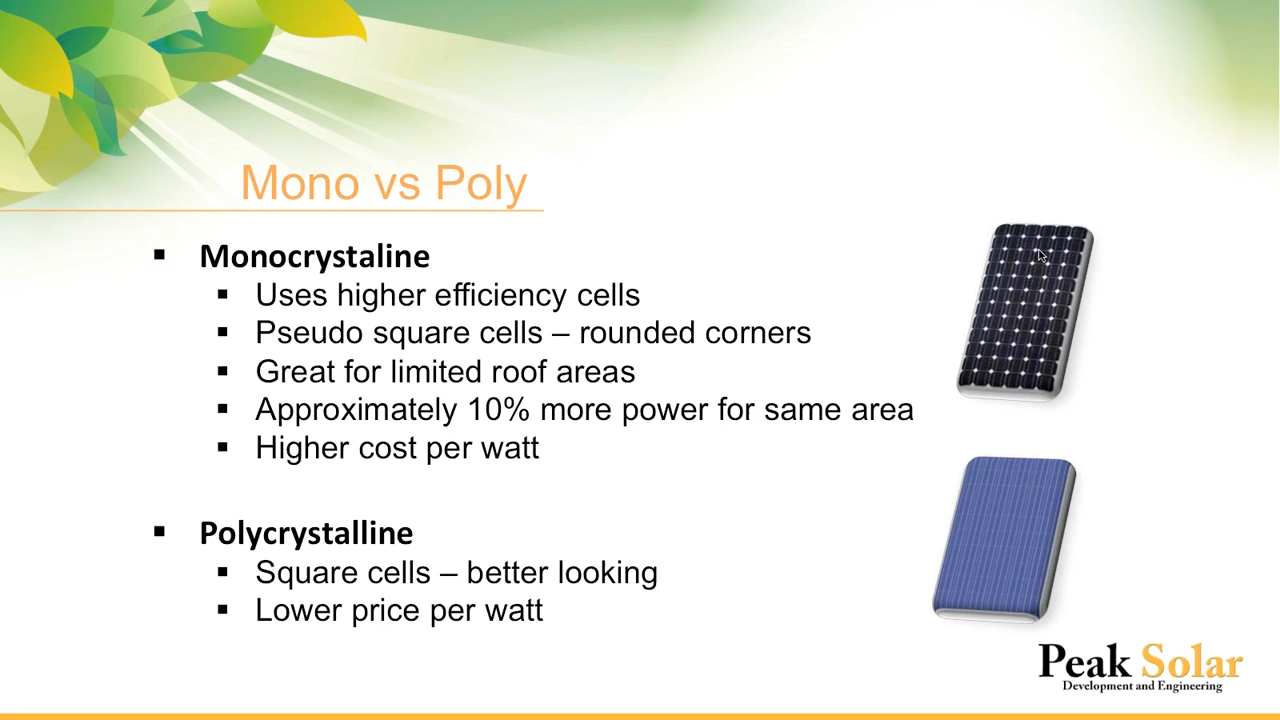 Mono vs Poly
▪ Monocrystaline
▪ Uses higher efficiency cells
▪ Pseudo square cells – rounded corners
▪ Great for limited roof areas
▪ Approximately 10% more power for same area
▪ Higher cost per watt
▪ Polycrystalline
▪ Square cells – better looking
▪ Lower price per watt
Peak Solar
Development and Engineering